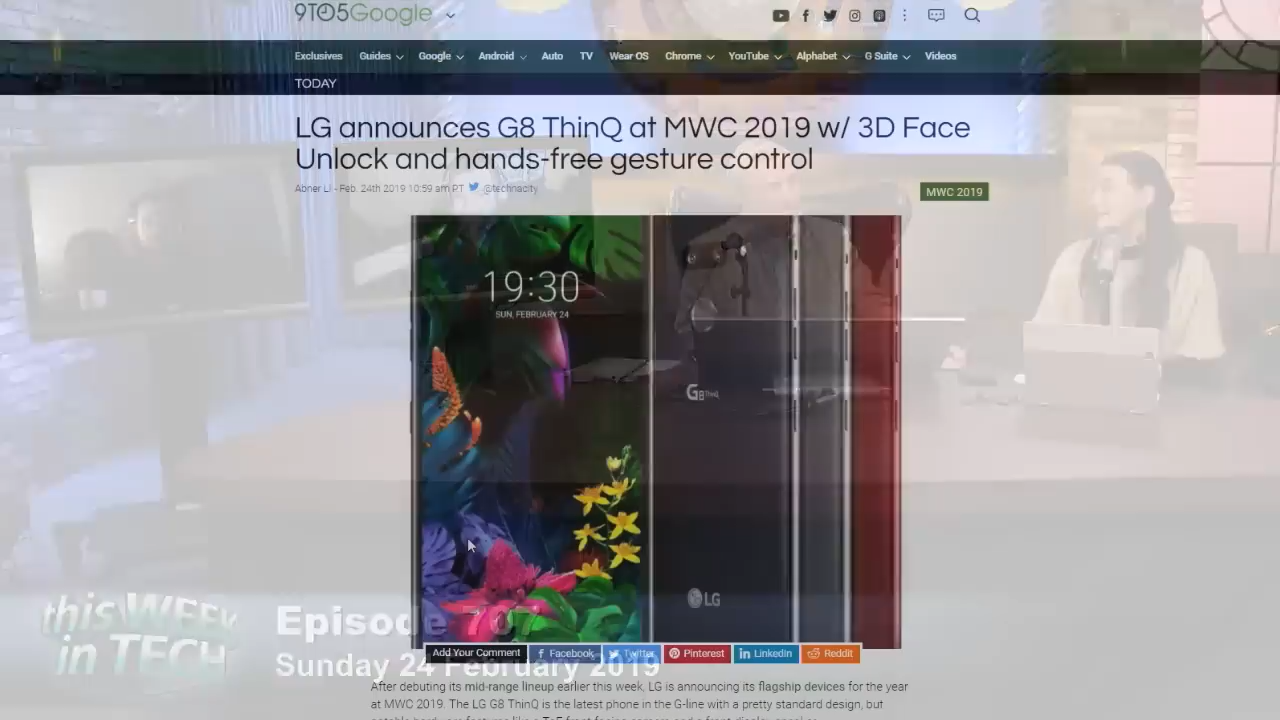 9TO5Google
Exclusives Guides Google Android Auto TV Wear OS Chrome YouTube Alphabet G Suite Videos
TODAY
LG announces G8 ThinQ at MWC 2019 w/ 3D Face
Unlock and hands-free gesture control
Abner Li - Feb. 24th 2019 10:59 am PT @technacity
MWC 2019
19:30
SUN, FEBRUARY 24
G8 ThinQ
LG
this WEEK
in TECH
Episode 707
Sunday 24 February 2019
Add Your Comment Facebook Twitter Pinterest LinkedIn Reddit
After debuting its mid-range lineup earlier this week, LG is announcing its flagship devices for the year
at MWC 2019. The LG G8 ThinQ is the latest phone in the G-line with a pretty standard design, but